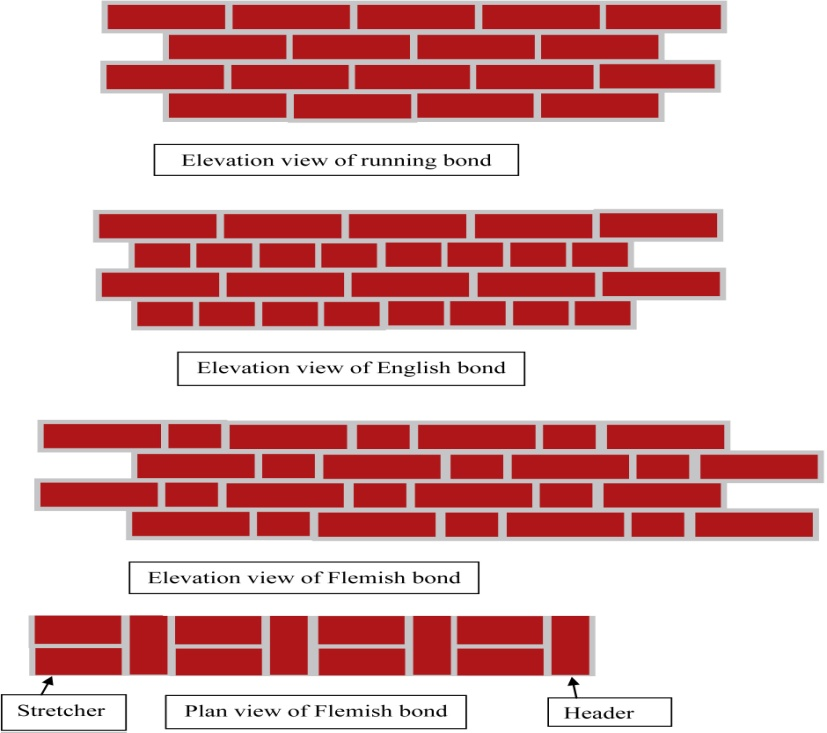 Elevation view of running bond
Elevation view of English bond
Elevation view of Flemish bond
Stretcher
Plan view of Flemish bond
Header